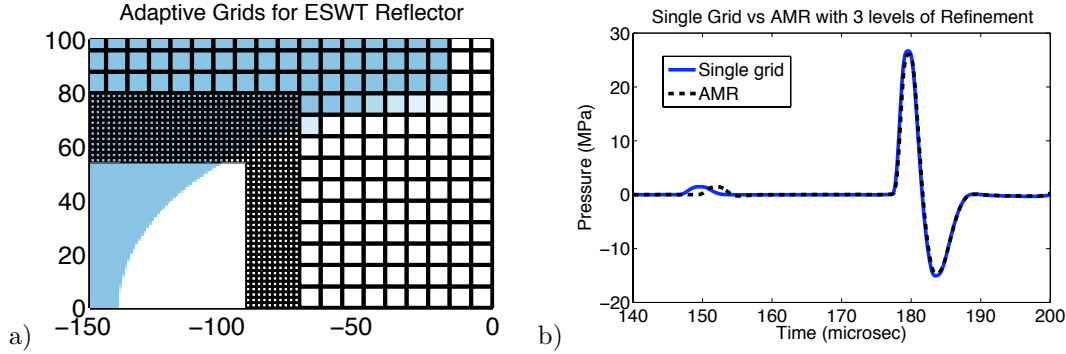 Adaptive Grids for ESWT Reflector
100
80
60
40
20
0
−150 −100 −50 0
a)
Single Grid vs AMR with 3 levels of Refinement
30
20
10
0
−10
−20
Pressure (MPa)
Single grid
AMR
140 150 160 170 180 190 200
Time (microsec)
b)